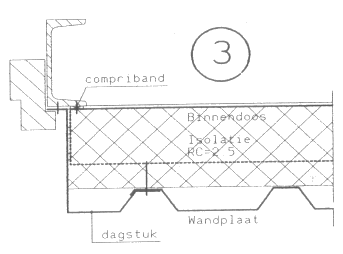 3
compriband
Binnendoos
Isolatie
RC=2 5
Wandplaat
dagstuk